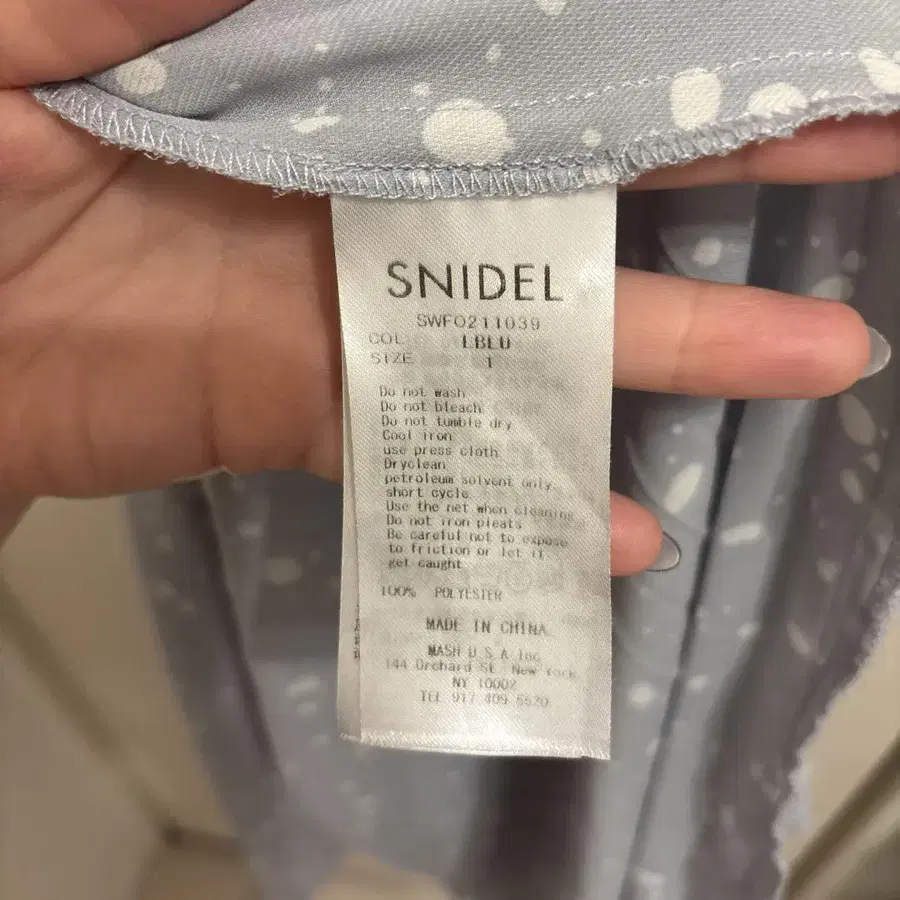 SNIDEL
SWFO211039
COL LBLU
SIZE 1
Do not wash
Do not bleach
Do not tumble dry
Cool iron
use press cloth
Dryclean
petroleum solvent only
short cycle
Use the net when cleaning
Do not iron pleats
Be careful not to expose
to friction or let it
get caught
100% POLYESTER
MADE IN CHINA
MASH U.S.A Inc
144 Orchard St. New York
NY 10002
TEL 917 409 5520